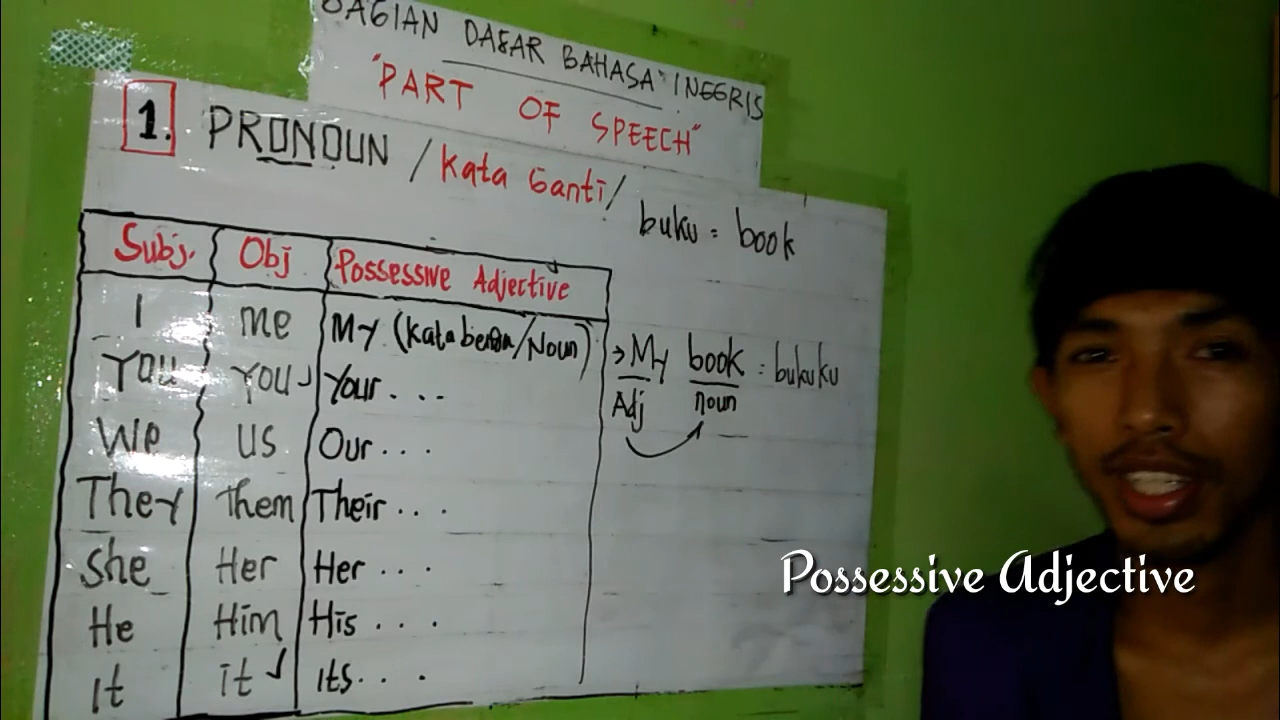 BAGIAN DASAR BAHASA INGGRIS
"PART OF SPEECH"
1. PRONOUN / Kata Ganti/
buku = book
Subj. Obj Possessive Adjective
I me My (Kata benda/Noun) → My book = bukuku
Adj noun
You You Your . . .
We us Our . . .
They Them Their . . .
She Her Her . . .
He Him His . . .
It it its . . .
Possessive Adjective